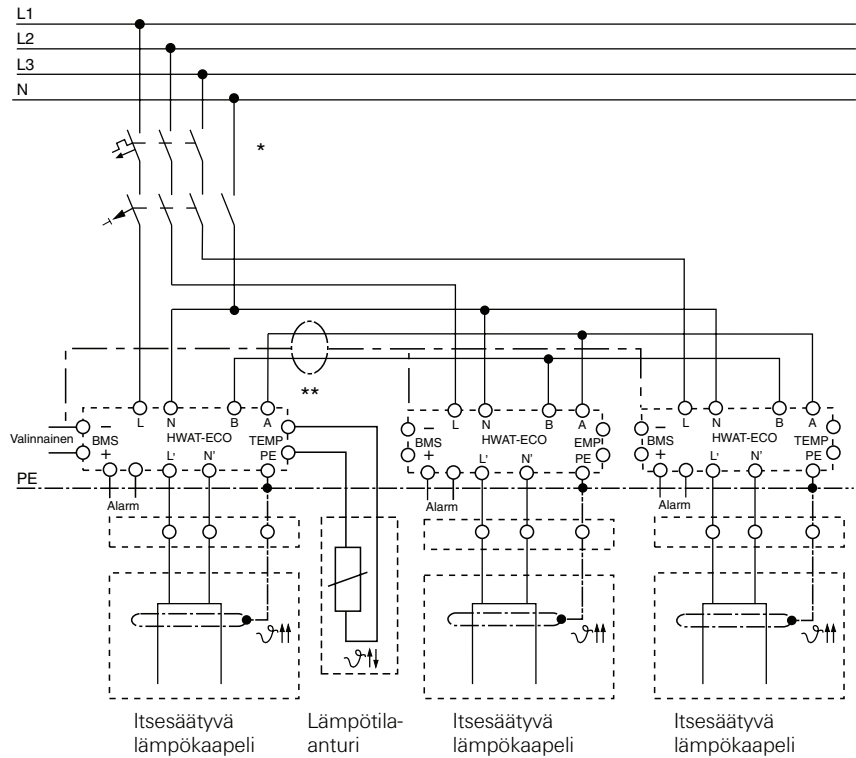 L1
L2
L3
N
*
**
L N B A
L N B A
L N B A
Valinnainen
− BMS + HWAT-ECO TEMP
L' N' PE
− BMS + HWAT-ECO EMP
L' N' PE
− BMS + HWAT-ECO TEMP
L' N' PE
PE
Alarm
Alarm
Alarm
Itsesäätyvä
lämpökaapeli
Lämpötila-
anturi
Itsesäätyvä
lämpökaapeli
Itsesäätyvä
lämpökaapeli